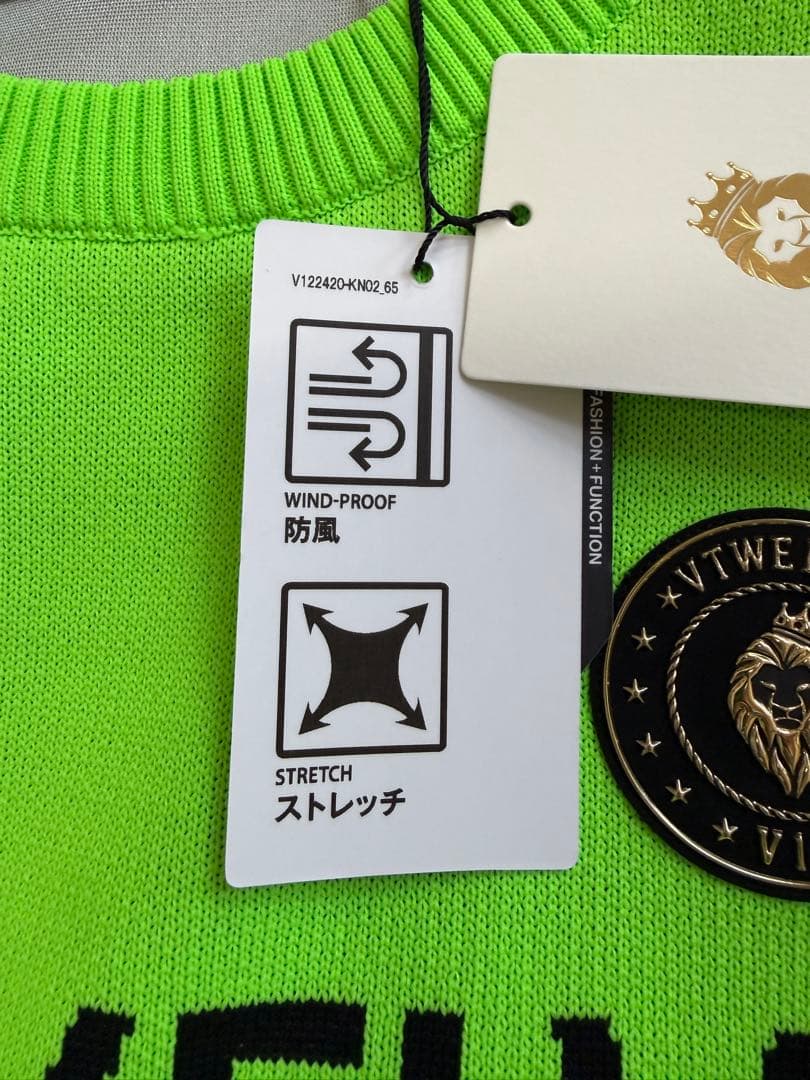 V122420-KN02_65
WIND-PROOF
防風
STRETCH
ストレッチ
FASHION+FUNCTION